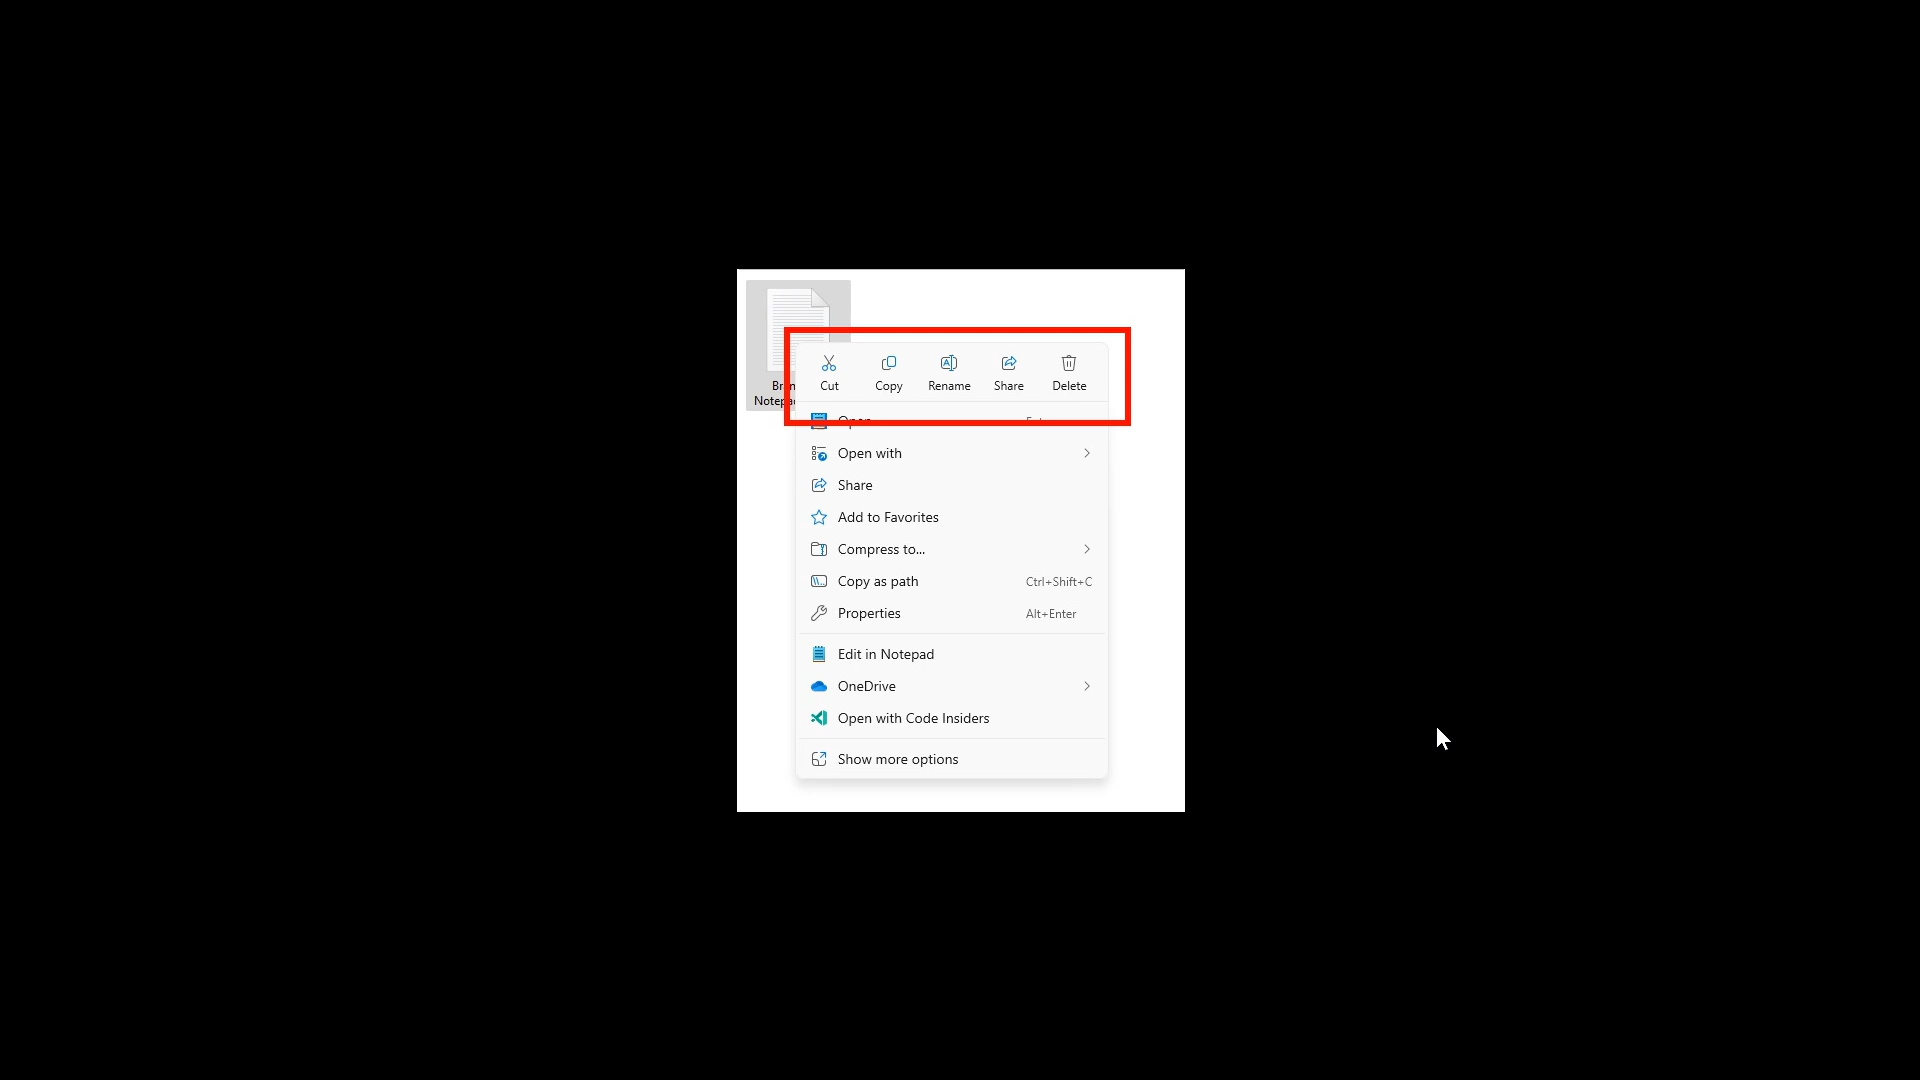 Cut Copy Rename Share Delete
Open
Open with
Share
Add to Favorites
Compress to...
Copy as path Ctrl+Shift+C
Properties Alt+Enter
Edit in Notepad
OneDrive
Open with Code Insiders
Show more options